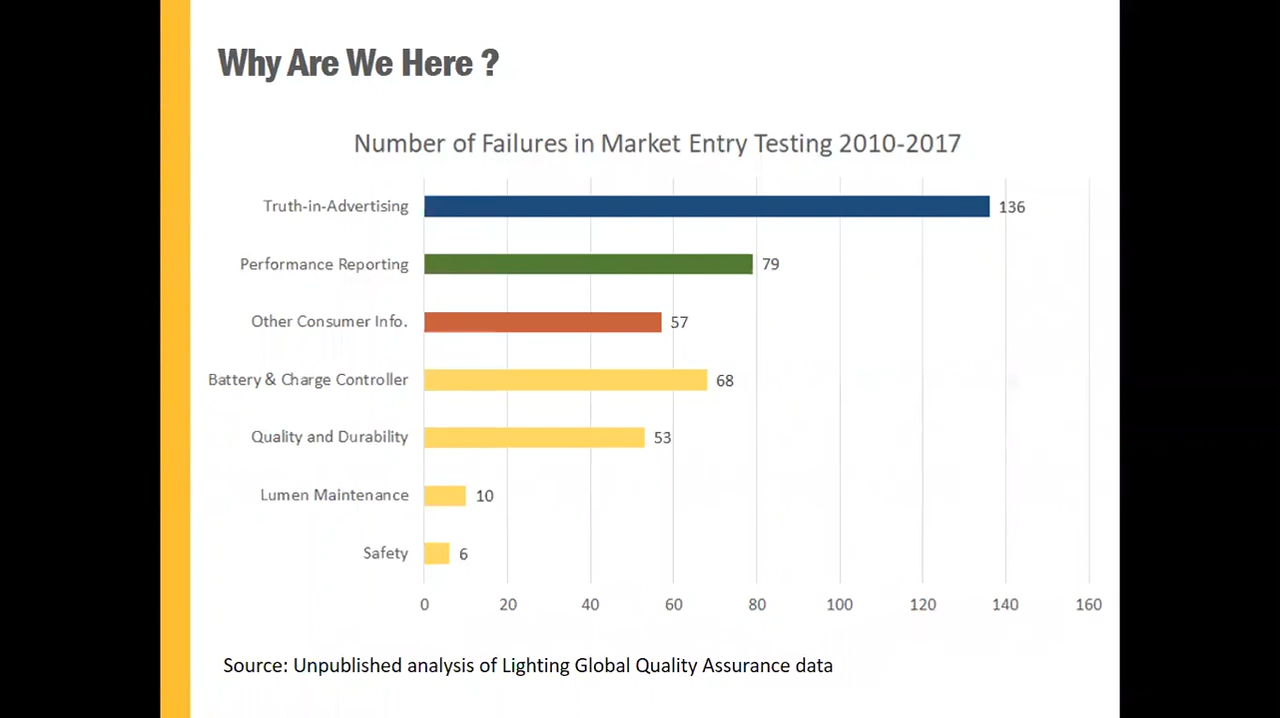 Why Are We Here ?
Number of Failures in Market Entry Testing 2010-2017
Truth-in-Advertising 136
Performance Reporting 79
Other Consumer Info. 57
Battery & Charge Controller 68
Quality and Durability 53
Lumen Maintenance 10
Safety 6
0 20 40 60 80 100 120 140 160
Source: Unpublished analysis of Lighting Global Quality Assurance data